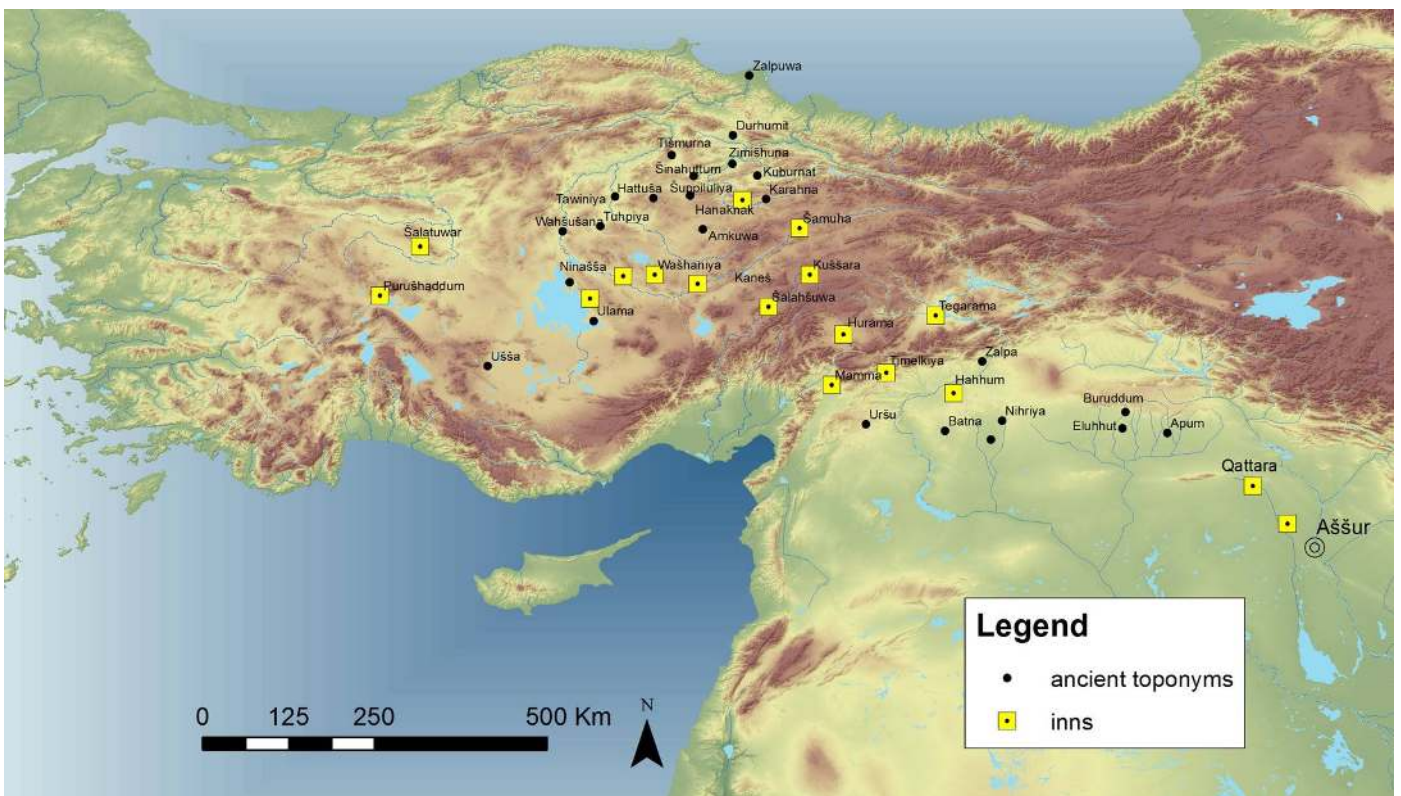 Zalpuwa
Durhumit
Tišmurna
Zimišhuna
Šinahuttum
Kuburnat
Hattuša
Šuppiluliya
Karahna
Tawiniya
Hanaknak
Wahšušana
Tuhpiya
Amkuwa
Šamuha
Šalatuwar
Ninašša
Wašhaniya
Kaneš
Kuššara
Purušhaddum
Šalahšuwa
Ulama
Tegarama
Hurama
Ušša
Timelkiya
Zalpa
Mamma
Hahhum
Uršu
Batna
Nihriya
Buruddum
Eluhhut
Apum
Qattara
Aššur
Legend
ancient toponyms
inns
0 125 250 500 Km
N